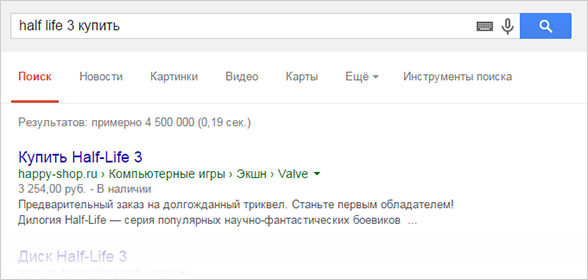 half life 3 купить
Поиск Новости Картинки Видео Карты Ещё Инструменты поиска
Результатов: примерно 4 500 000 (0,19 сек.)
Купить Half-Life 3
happy-shop.ru › Компьютерные игры › Экшн › Valve
3 254,00 руб. - В наличии
Предварительный заказ на долгожданный триквел. Станьте первым обладателем!
Дилогия Half-Life — серия популярных научно-фантастических боевиков ...
Диск Half-Life 3